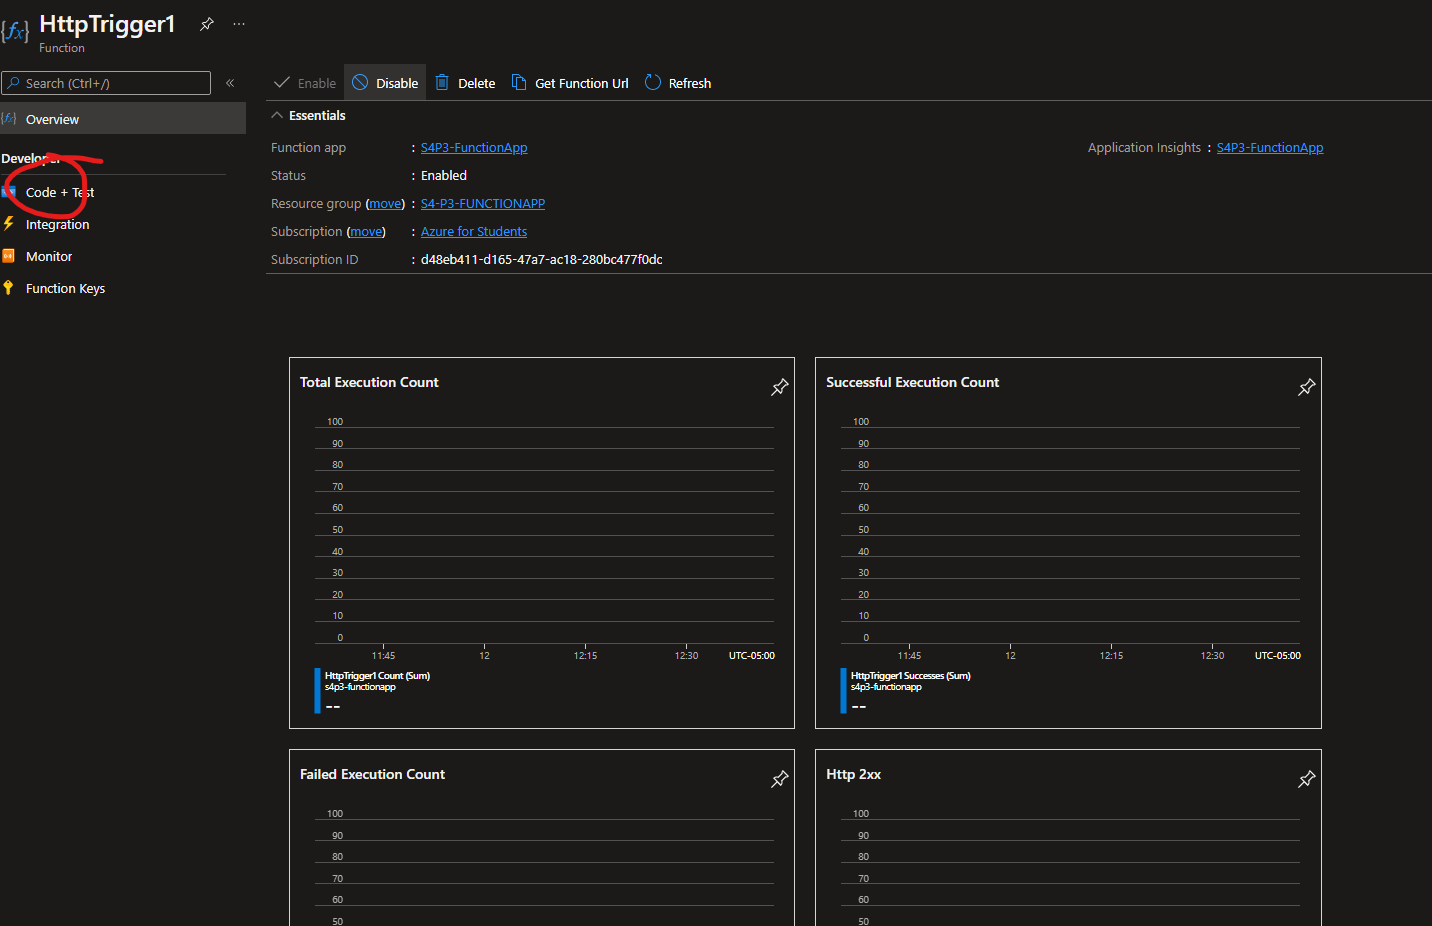 HttpTrigger1
Function
Search (Ctrl+/)
«
Overview
Developer
Code + Test
Integration
Monitor
Function Keys
Enable Disable Delete Get Function Url Refresh
Essentials
Function app : S4P3-FunctionApp
Application Insights : S4P3-FunctionApp
Status : Enabled
Resource group (move) : S4-P3-FUNCTIONAPP
Subscription (move) : Azure for Students
Subscription ID : d48eb411-d165-47a7-ac18-280bc477f0dc
Total Execution Count
100
90
80
70
60
50
40
30
20
10
0
11:45 12 12:15 12:30 UTC-05:00
HttpTrigger1 Count (Sum)
s4p3-functionapp
--
Successful Execution Count
100
90
80
70
60
50
40
30
20
10
0
11:45 12 12:15 12:30 UTC-05:00
HttpTrigger1 Successes (Sum)
s4p3-functionapp
--
Failed Execution Count
100
90
80
70
60
50
Http 2xx
100
90
80
70
60
50